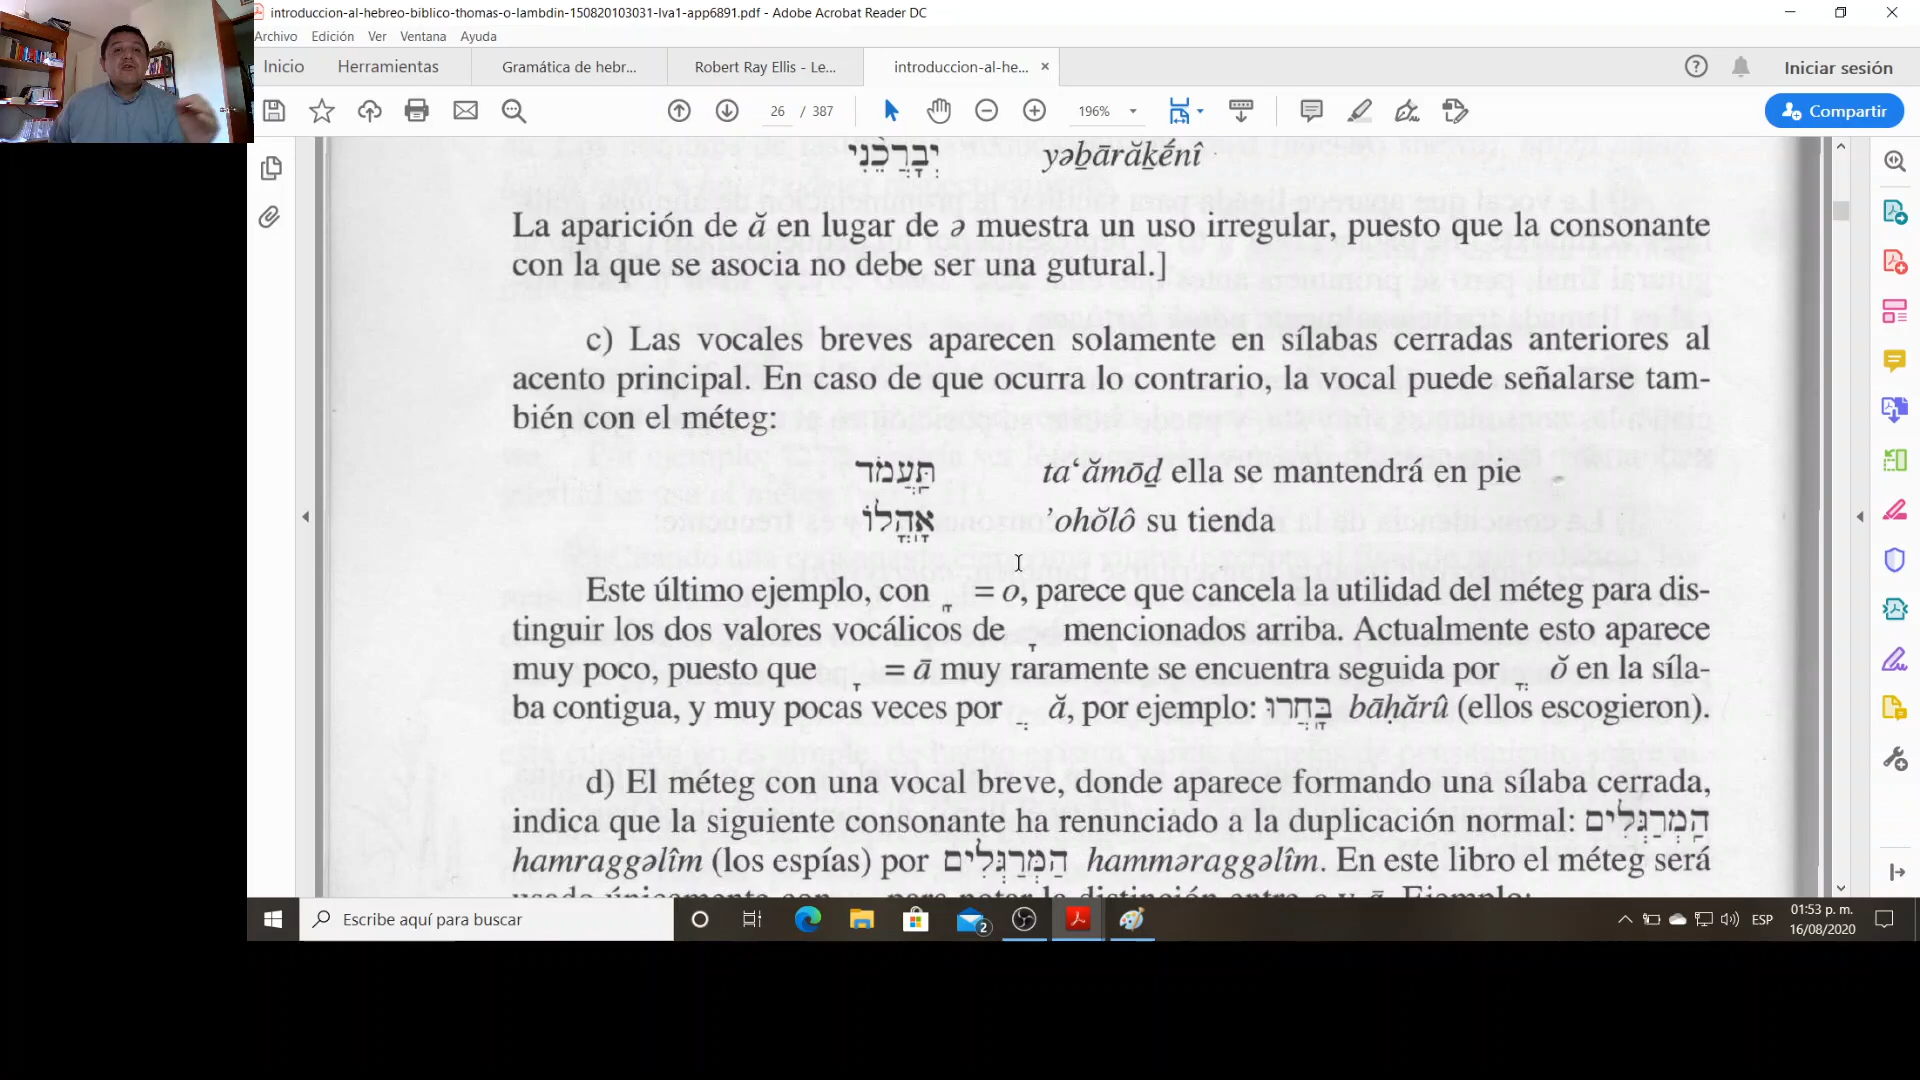 introduccion-al-hebreo-biblico-thomas-o-lambdin-150820103031-lva1-app6891.pdf - Adobe Acrobat Reader DC
Archivo Edición Ver Ventana Ayuda
Inicio Herramientas Gramática de hebr... Robert Ray Ellis - Le... introduccion-al-he... × Iniciar sesión
26 / 387 196% Compartir
יְבָרֲכֵ֫נִי yəḇārăḵḗnî
La aparición de ă en lugar de ə muestra un uso irregular, puesto que la consonante
con la que se asocia no debe ser una gutural.]
c) Las vocales breves aparecen solamente en sílabas cerradas anteriores al
acento principal. En caso de que ocurra lo contrario, la vocal puede señalarse tam-
bién con el méteg:
תַּֽעֲמֹד ta‘ămōḏ ella se mantendrá en pie
אָֽהֳלוֹ ’ohŏlô su tienda
Este último ejemplo, con ָֽ = o, parece que cancela la utilidad del méteg para dis-
tinguir los dos valores vocálicos de ָ mencionados arriba. Actualmente esto aparece
muy poco, puesto que ָ = ā muy raramente se encuentra seguida por ֳ ŏ en la síla-
ba contigua, y muy pocas veces por ֲ ă, por ejemplo: בָּֽחֲרוּ bāḥărû (ellos escogieron).
d) El méteg con una vocal breve, donde aparece formando una sílaba cerrada,
indica que la siguiente consonante ha renunciado a la duplicación normal: הַֽמְרַגְּלִים
hamraggəlîm (los espías) por הַמְּרַגְּלִים hamməraggəlîm. En este libro el méteg será
Escribe aquí para buscar 2 ESP 01:53 p. m.
16/08/2020